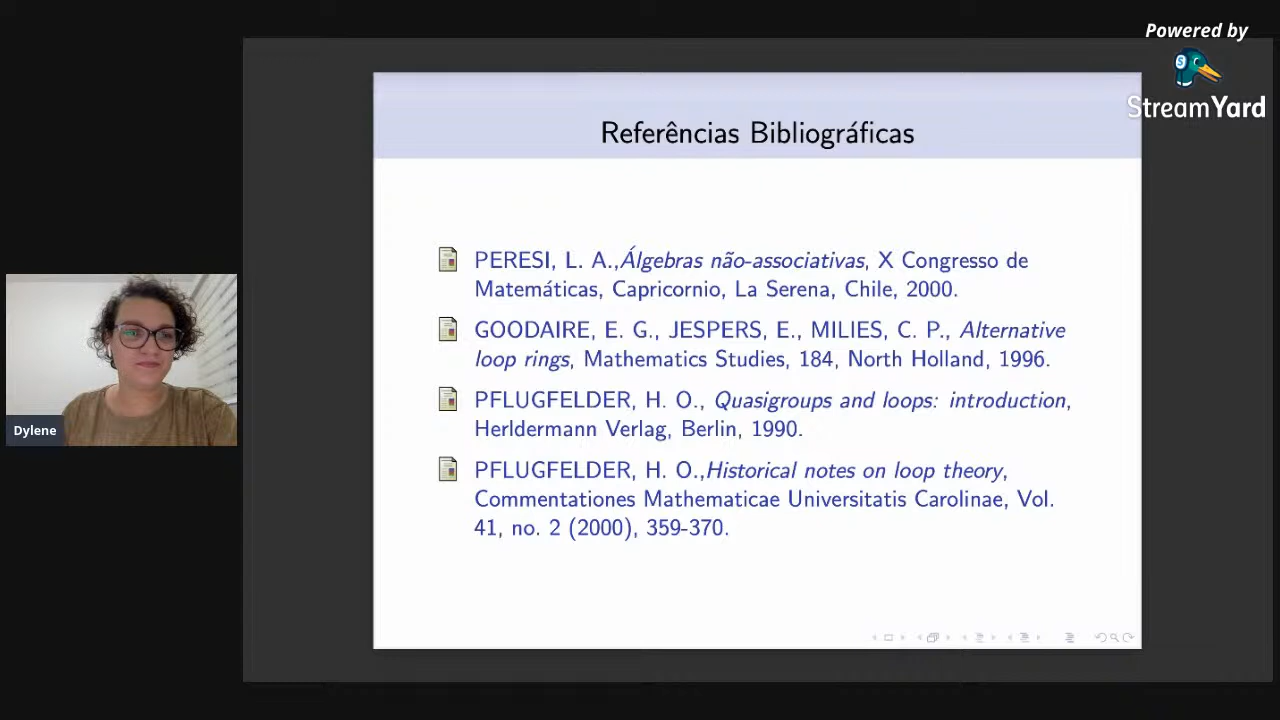 Powered by
StreamYard
Referências Bibliográficas
PERESI, L. A.,Álgebras não-associativas, X Congresso de
Matemáticas, Capricornio, La Serena, Chile, 2000.
GOODAIRE, E. G., JESPERS, E., MILIES, C. P., Alternative
loop rings, Mathematics Studies, 184, North Holland, 1996.
PFLUGFELDER, H. O., Quasigroups and loops: introduction,
Herldermann Verlag, Berlin, 1990.
PFLUGFELDER, H. O.,Historical notes on loop theory,
Commentationes Mathematicae Universitatis Carolinae, Vol.
41, no. 2 (2000), 359-370.
Dylene